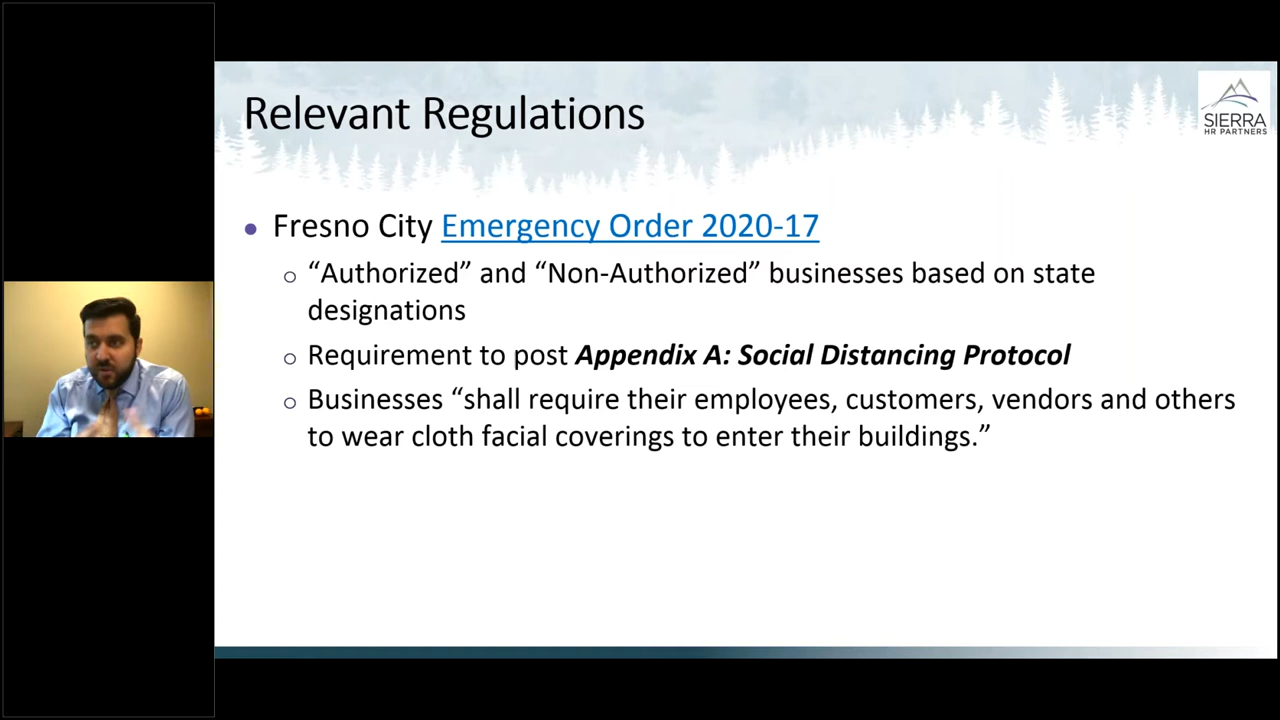 Relevant Regulations
SIERRA
HR PARTNERS
• Fresno City Emergency Order 2020-17
o “Authorized” and “Non-Authorized” businesses based on state
designations
o Requirement to post Appendix A: Social Distancing Protocol
o Businesses “shall require their employees, customers, vendors and others
to wear cloth facial coverings to enter their buildings.”